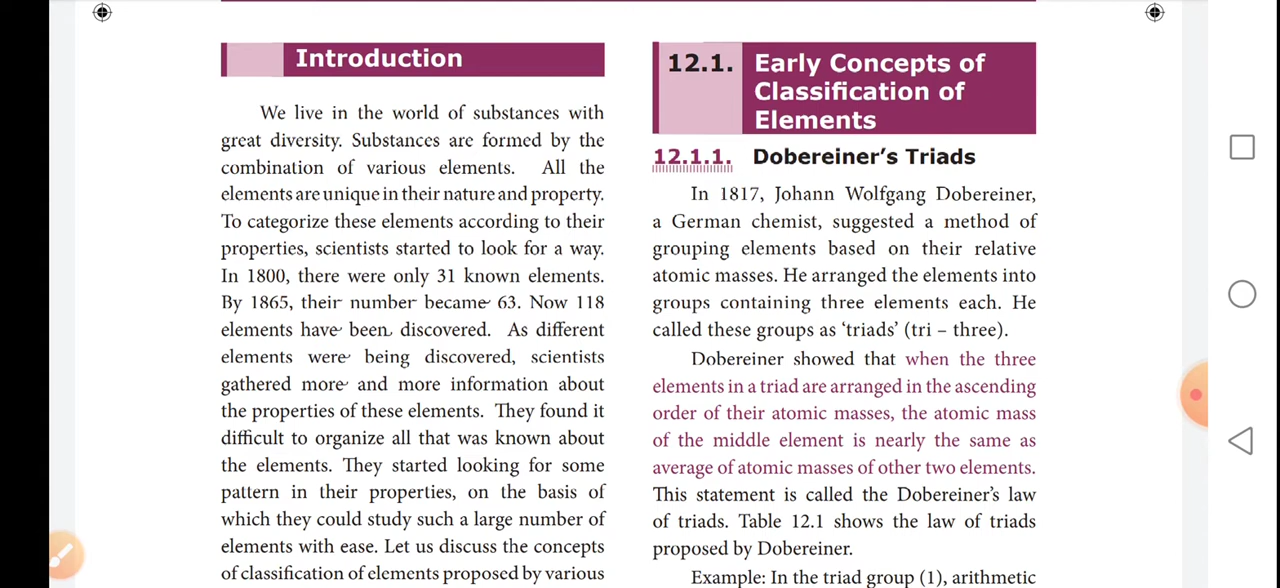 Introduction
We live in the world of substances with
great diversity. Substances are formed by the
combination of various elements. All the
elements are unique in their nature and property.
To categorize these elements according to their
properties, scientists started to look for a way.
In 1800, there were only 31 known elements.
By 1865, their number became 63. Now 118
elements have been discovered. As different
elements were being discovered, scientists
gathered more and more information about
the properties of these elements. They found it
difficult to organize all that was known about
the elements. They started looking for some
pattern in their properties, on the basis of
which they could study such a large number of
elements with ease. Let us discuss the concepts
of classification of elements proposed by various
12.1. Early Concepts of
Classification of
Elements
12.1.1. Dobereiner's Triads
In 1817, Johann Wolfgang Dobereiner,
a German chemist, suggested a method of
grouping elements based on their relative
atomic masses. He arranged the elements into
groups containing three elements each. He
called these groups as 'triads' (tri – three).
Dobereiner showed that when the three
elements in a triad are arranged in the ascending
order of their atomic masses, the atomic mass
of the middle element is nearly the same as
average of atomic masses of other two elements.
This statement is called the Dobereiner's law
of triads. Table 12.1 shows the law of triads
proposed by Dobereiner.
Example: In the triad group (1), arithmetic